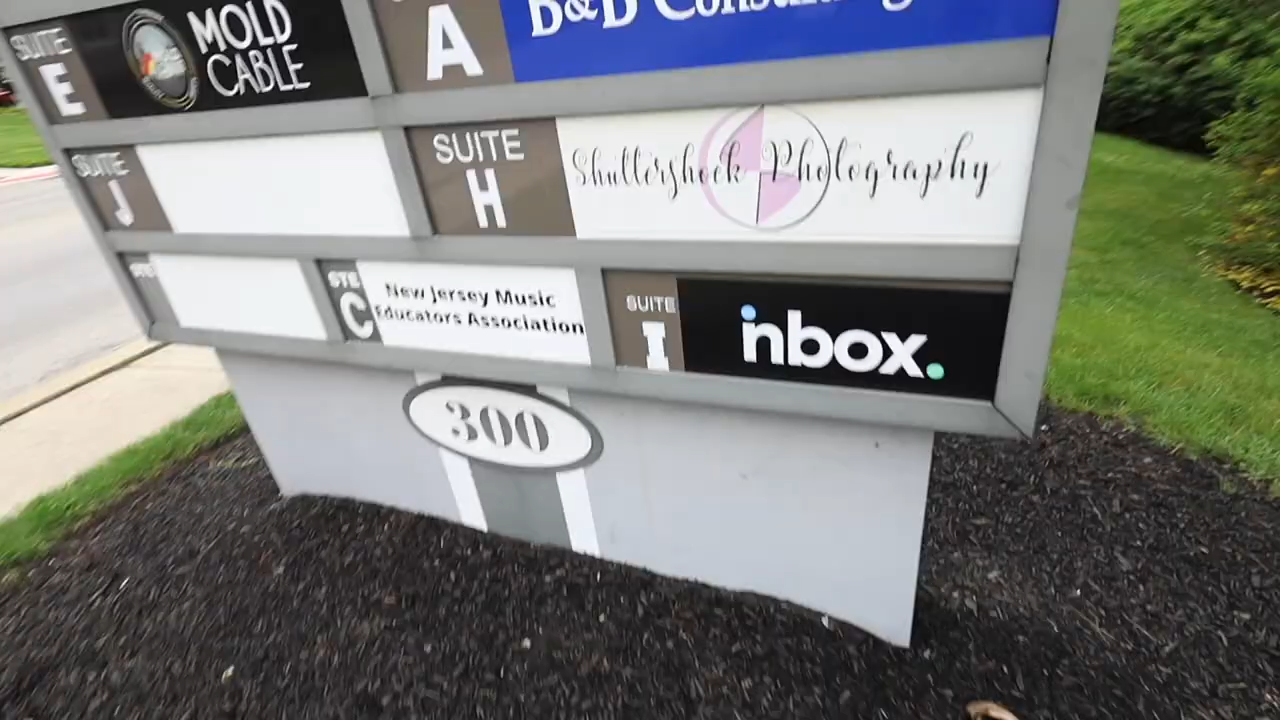 SUITE
E
MOLD
CABLE
A
B&B Consulting
SUITE
J
SUITE
H
Shuttershock Photography
STE
C
New Jersey Music
Educators Association
SUITE
I
inbox.
300